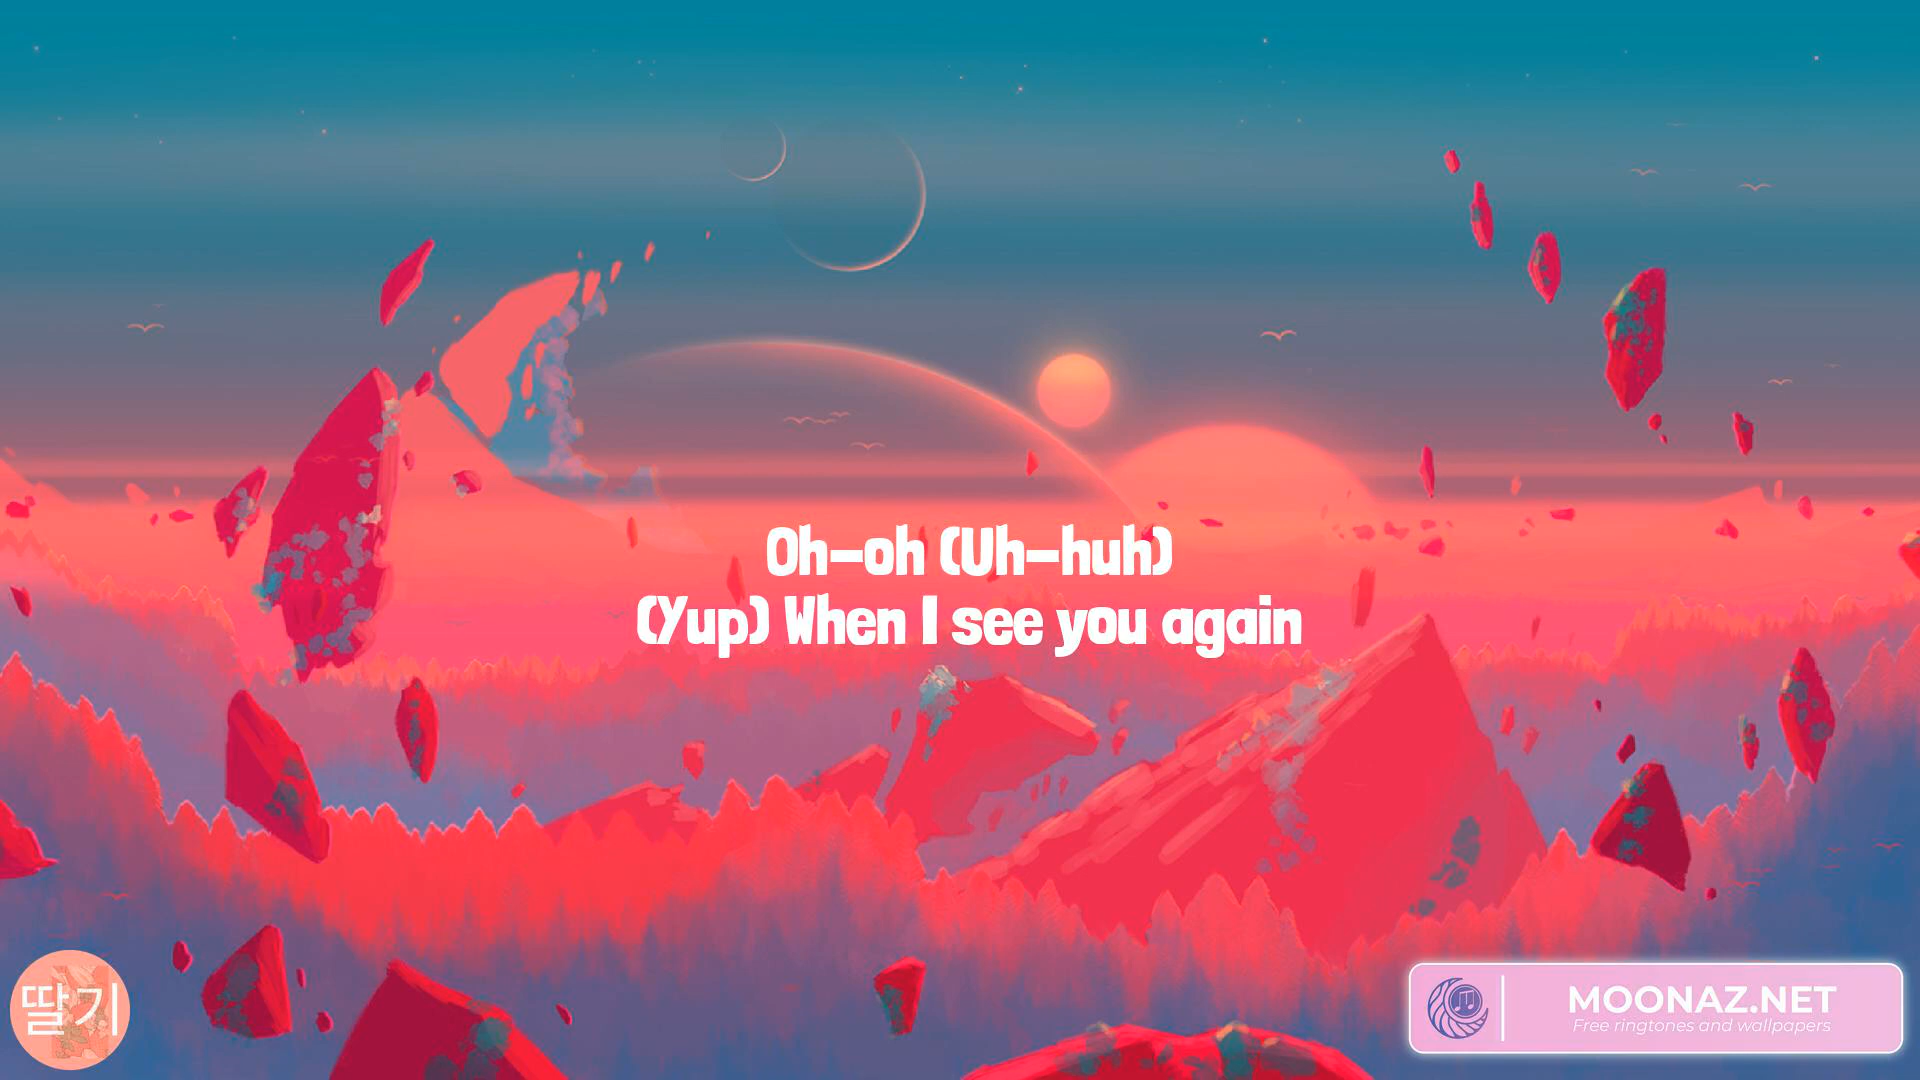 Oh-oh (Uh-huh)
(Yup) When I see you again
딸기
MOONAZ.NET
Free ringtones and wallpapers